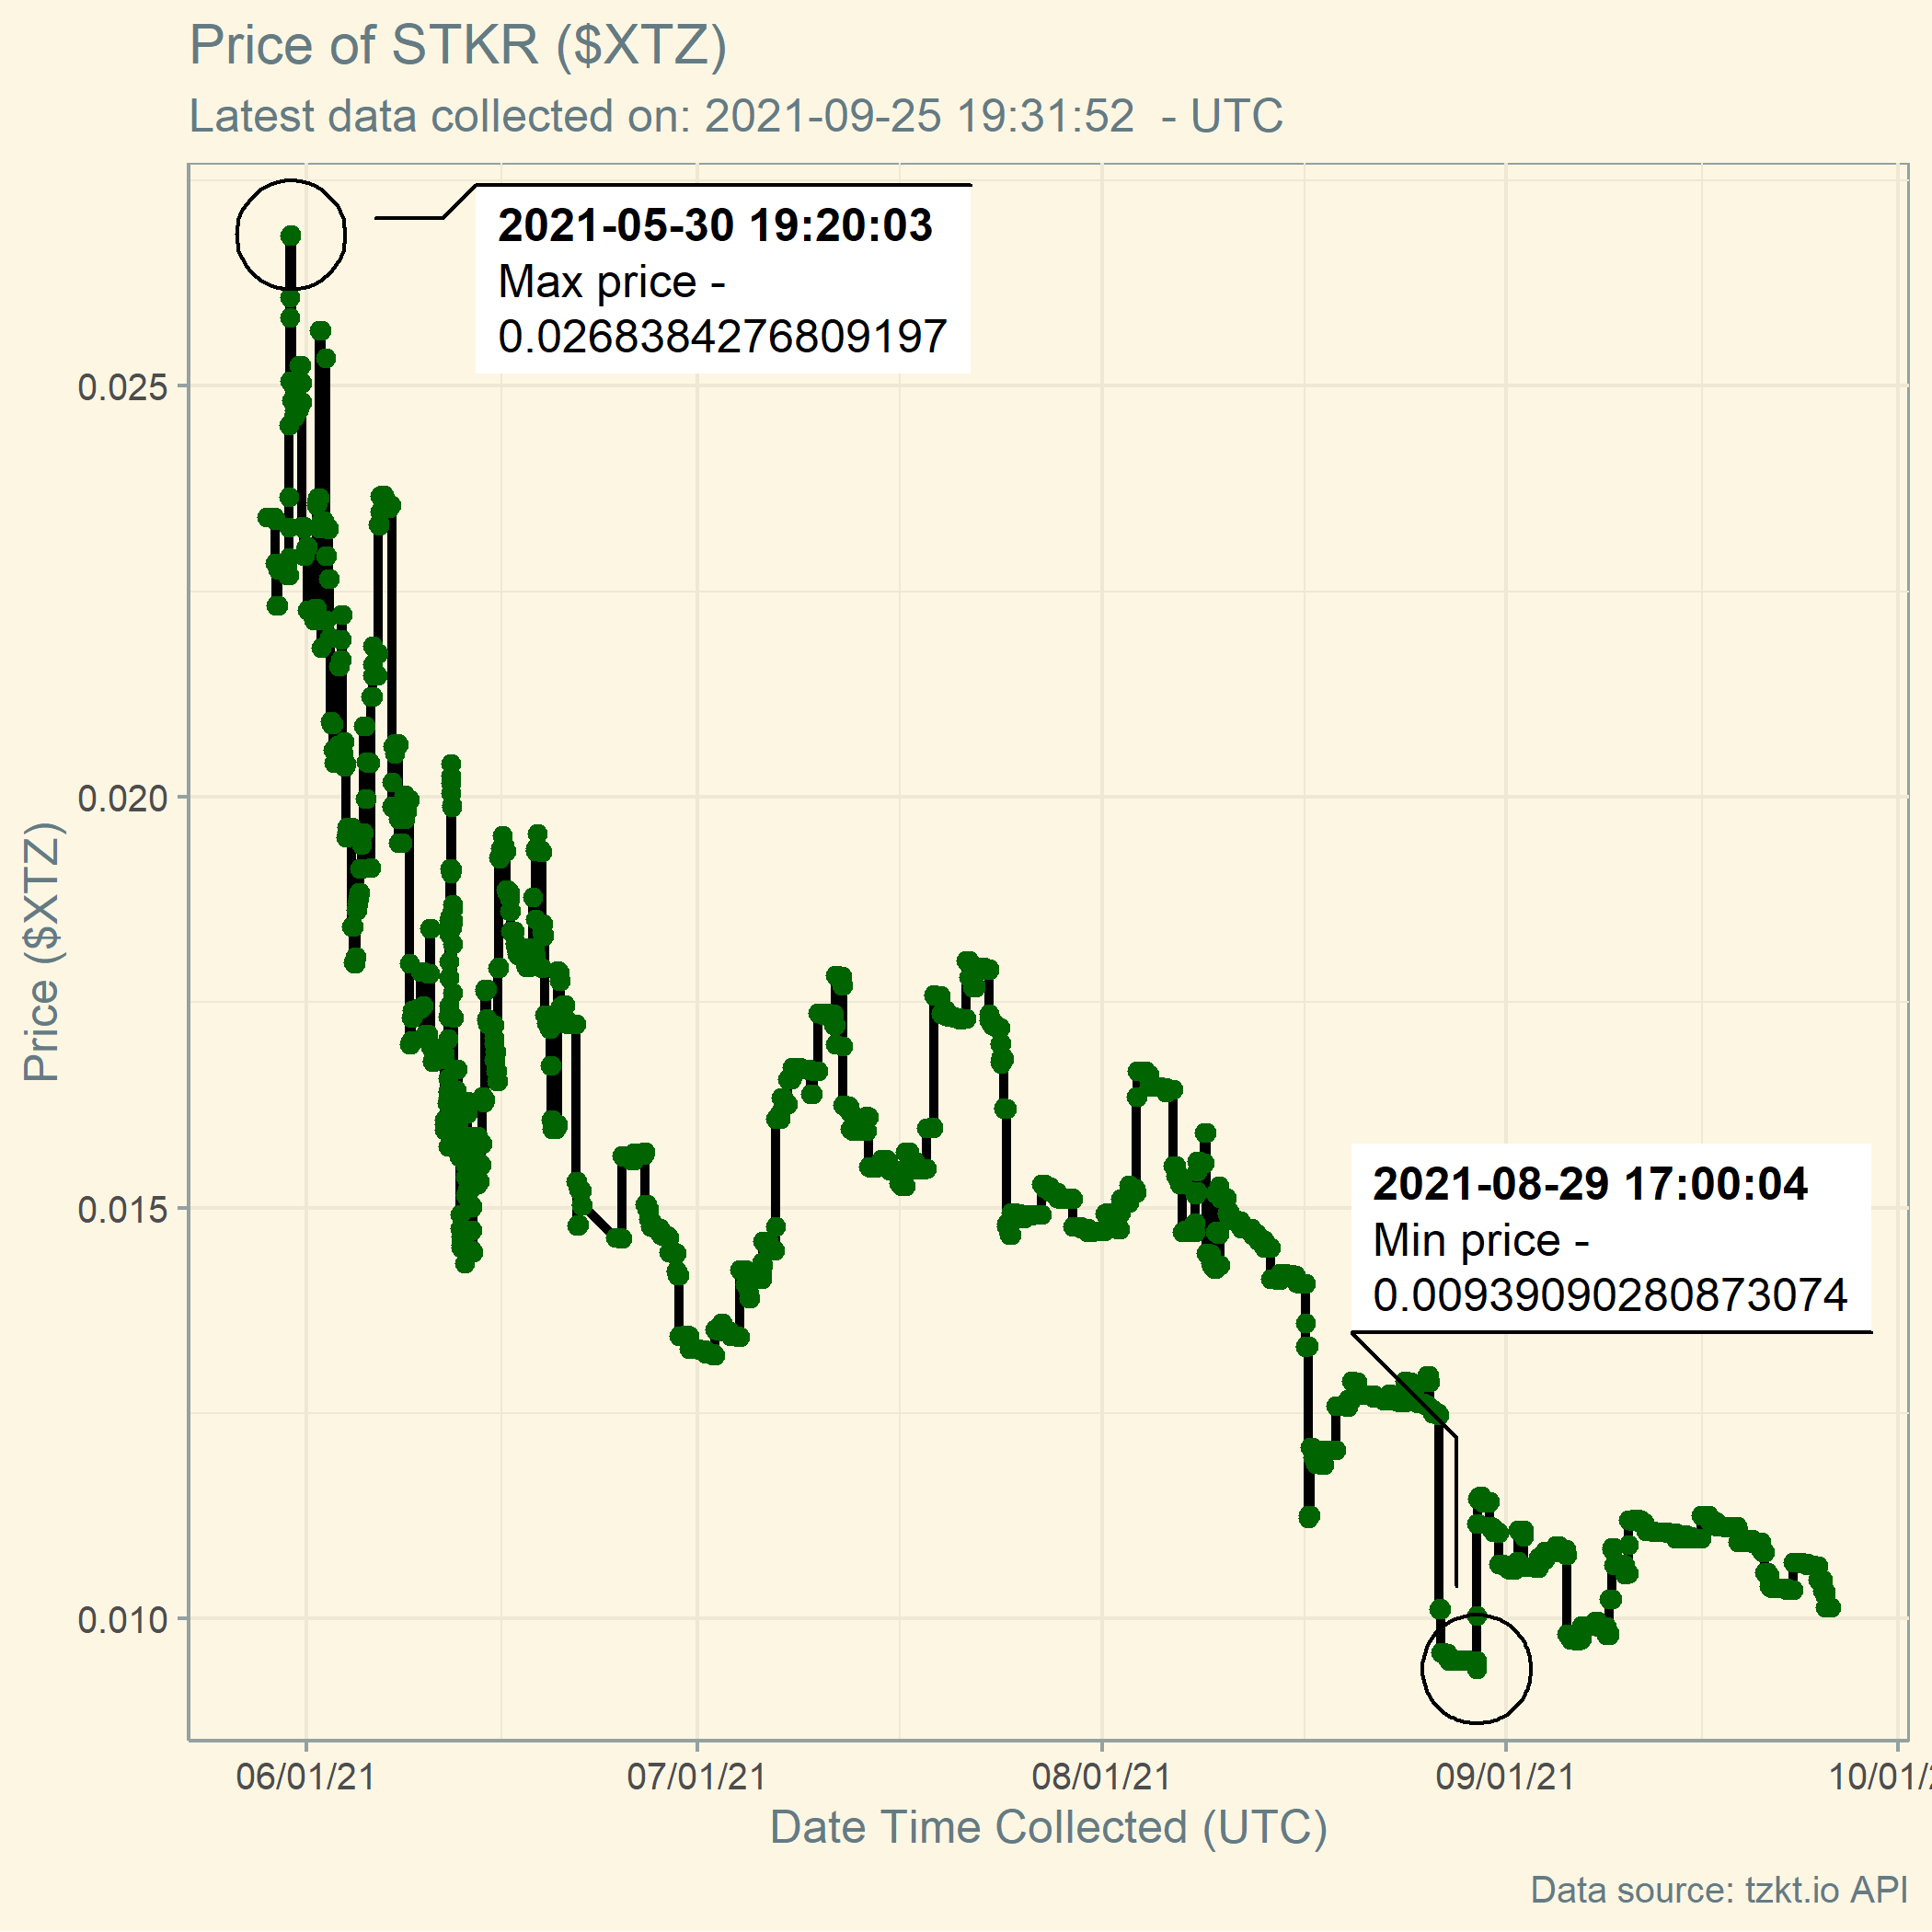 Price of STKR ($XTZ)
Latest data collected on: 2021-09-25 19:31:52  - UTC
2021-05-30 19:20:03
Max price -
0.0268384276809197
0.025
0.020
0.015
0.010
Price ($XTZ)
2021-08-29 17:00:04
Min price -
0.00939090280873074
06/01/21
07/01/21
08/01/21
09/01/21
10/01/2
Date Time Collected (UTC)
Data source: tzkt.io API